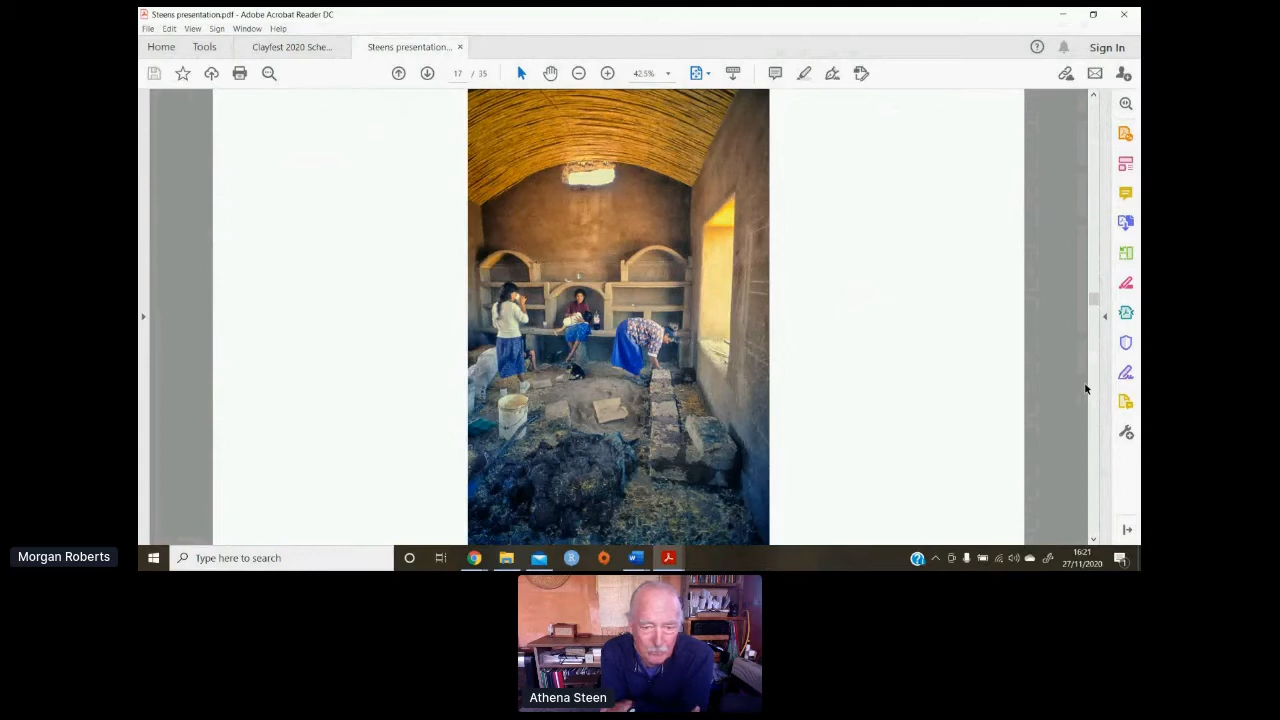 Steens presentation.pdf - Adobe Acrobat Reader DC
File Edit View Sign Window Help
Home Tools Clayfest 2020 Sche... Steens presentation... × Sign In
17 / 35 42.5%
Morgan Roberts
Type here to search
16:21
27/11/2020
Athena Steen